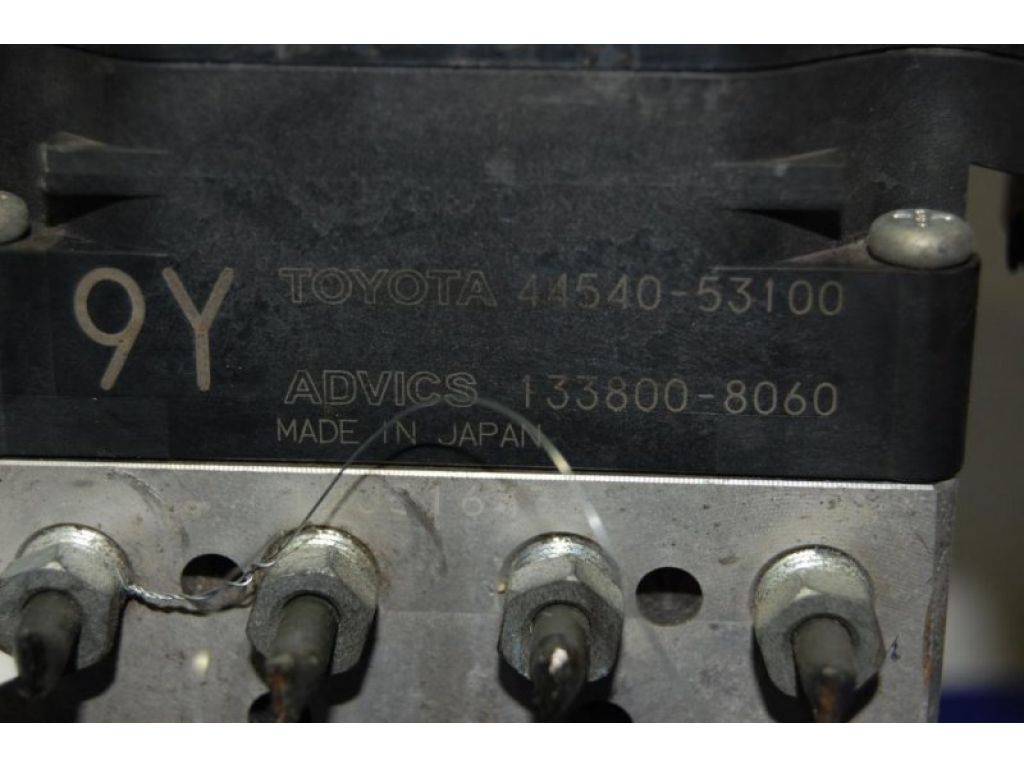 9Y TOYOTA 44540-53100
ADVICS 133800-8060
MADE IN JAPAN